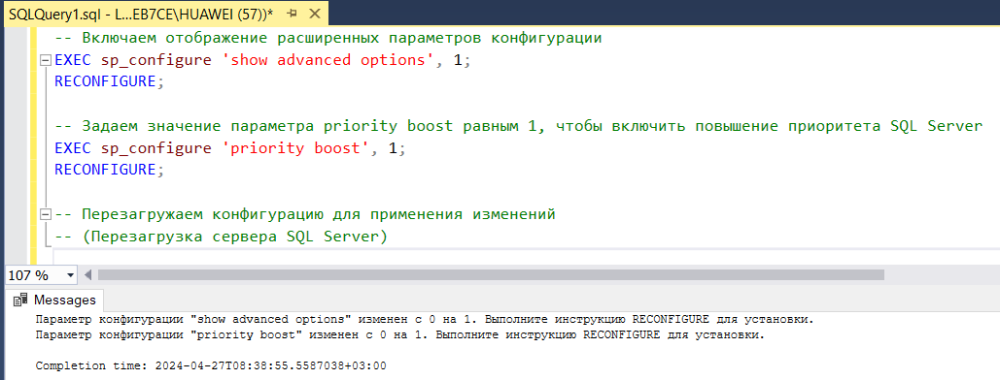 SQLQuery1.sql - L...EB7CE\HUAWEI (57))*
-- Включаем отображение расширенных параметров конфигурации
EXEC sp_configure 'show advanced options', 1;
RECONFIGURE;
-- Задаем значение параметра priority boost равным 1, чтобы включить повышение приоритета SQL Server
EXEC sp_configure 'priority boost', 1;
RECONFIGURE;
-- Перезагружаем конфигурацию для применения изменений
-- (Перезагрузка сервера SQL Server)
107 %
Messages
Параметр конфигурации "show advanced options" изменен с 0 на 1. Выполните инструкцию RECONFIGURE для установки.
Параметр конфигурации "priority boost" изменен с 0 на 1. Выполните инструкцию RECONFIGURE для установки.
Completion time: 2024-04-27T08:38:55.5587038+03:00